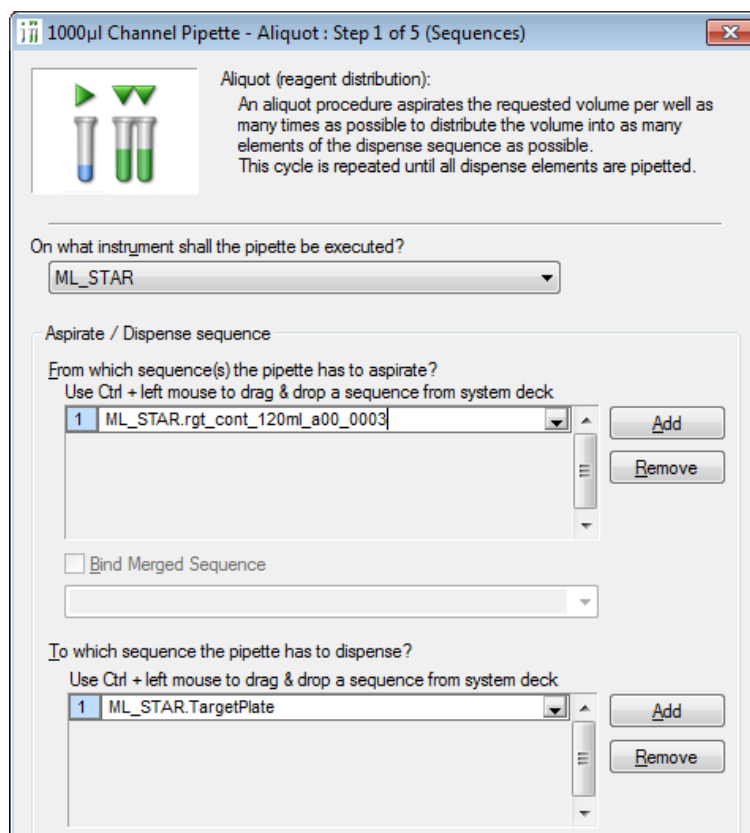 1000µl Channel Pipette - Aliquot : Step 1 of 5 (Sequences)
Aliquot (reagent distribution):
An aliquot procedure aspirates the requested volume per well as
many times as possible to distribute the volume into as many
elements of the dispense sequence as possible.
This cycle is repeated until all dispense elements are pipetted.
On what instrument shall the pipette be executed?
ML_STAR
Aspirate / Dispense sequence
From which sequence(s) the pipette has to aspirate?
Use Ctrl + left mouse to drag & drop a sequence from system deck
1 ML_STAR.rgt_cont_120ml_a00_0003
Add
Remove
Bind Merged Sequence
To which sequence the pipette has to dispense?
Use Ctrl + left mouse to drag & drop a sequence from system deck
1 ML_STAR.TargetPlate
Add
Remove